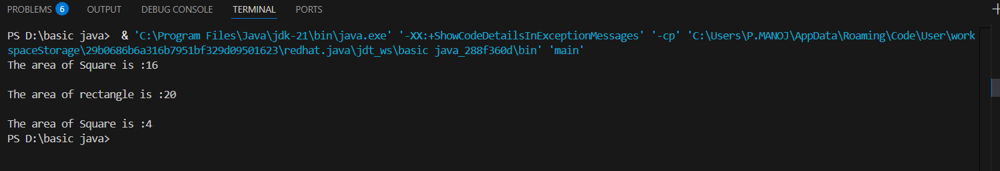 PROBLEMS 6 OUTPUT DEBUG CONSOLE TERMINAL PORTS
PS D:\basic java>  & 'C:\Program Files\Java\jdk-21\bin\java.exe' '-XX:+ShowCodeDetailsInExceptionMessages' '-cp' 'C:\Users\P.MANOJ\AppData\Roaming\Code\User\work
spaceStorage\29b0686b6a316b7951bf329d09501623\redhat.java\jdt_ws\basic java_288f360d\bin' 'main'
The area of Square is :16
The area of rectangle is :20
The area of Square is :4
PS D:\basic java>